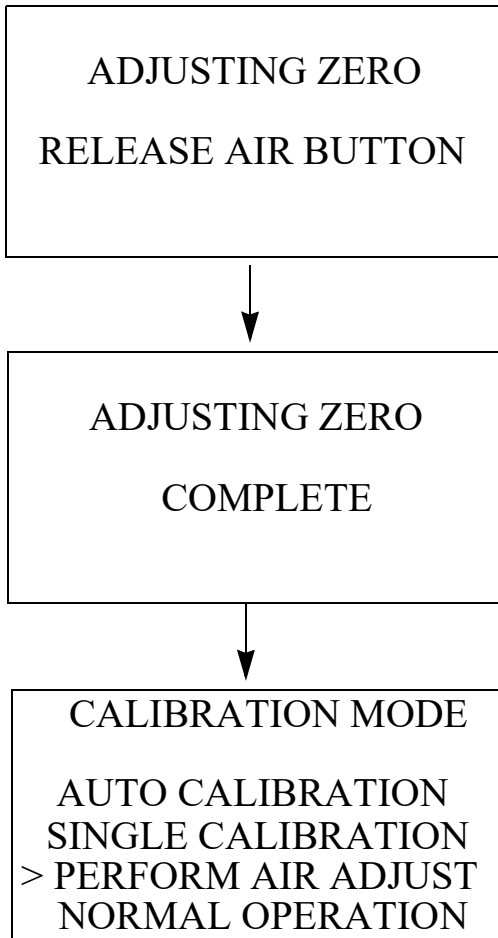 ADJUSTING ZERO
RELEASE AIR BUTTON
ADJUSTING ZERO
COMPLETE
CALIBRATION MODE
AUTO CALIBRATION
SINGLE CALIBRATION
> PERFORM AIR ADJUST
NORMAL OPERATION